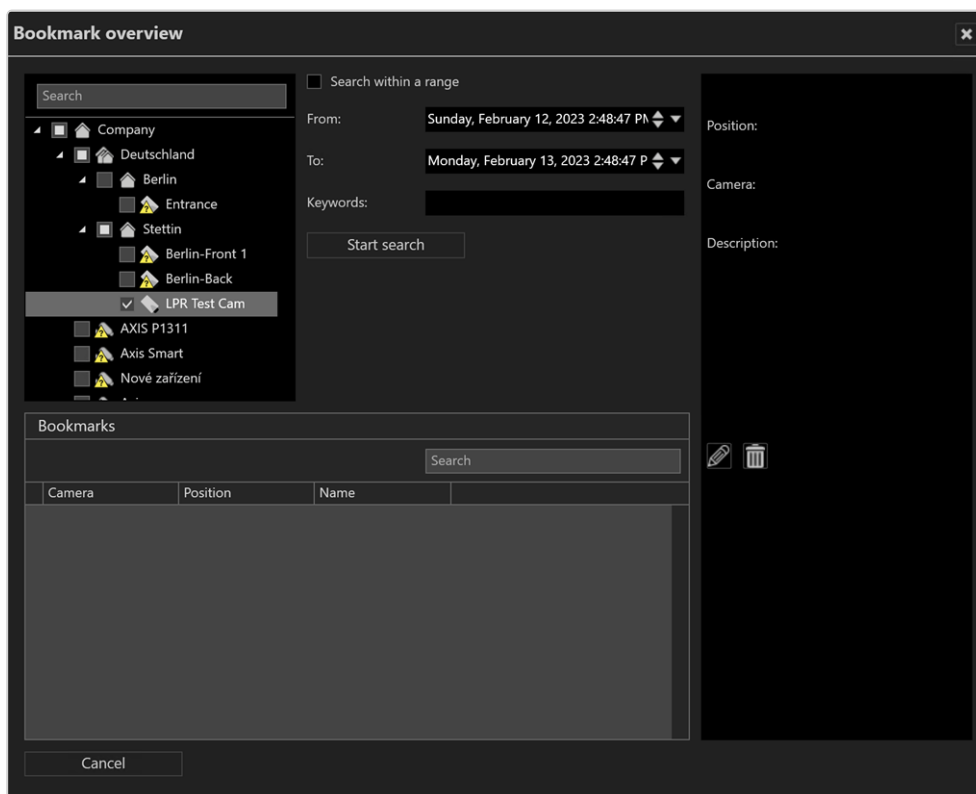 Bookmark overview
Search
Company
Deutschland
Berlin
Entrance
Stettin
Berlin-Front 1
Berlin-Back
LPR Test Cam
AXIS P1311
Axis Smart
Nové zařízení
Search within a range
From:
Sunday, February 12, 2023 2:48:47 PM
To:
Monday, February 13, 2023 2:48:47 P
Keywords:
Start search
Position:
Camera:
Description:
Bookmarks
Search
Camera Position Name
Cancel